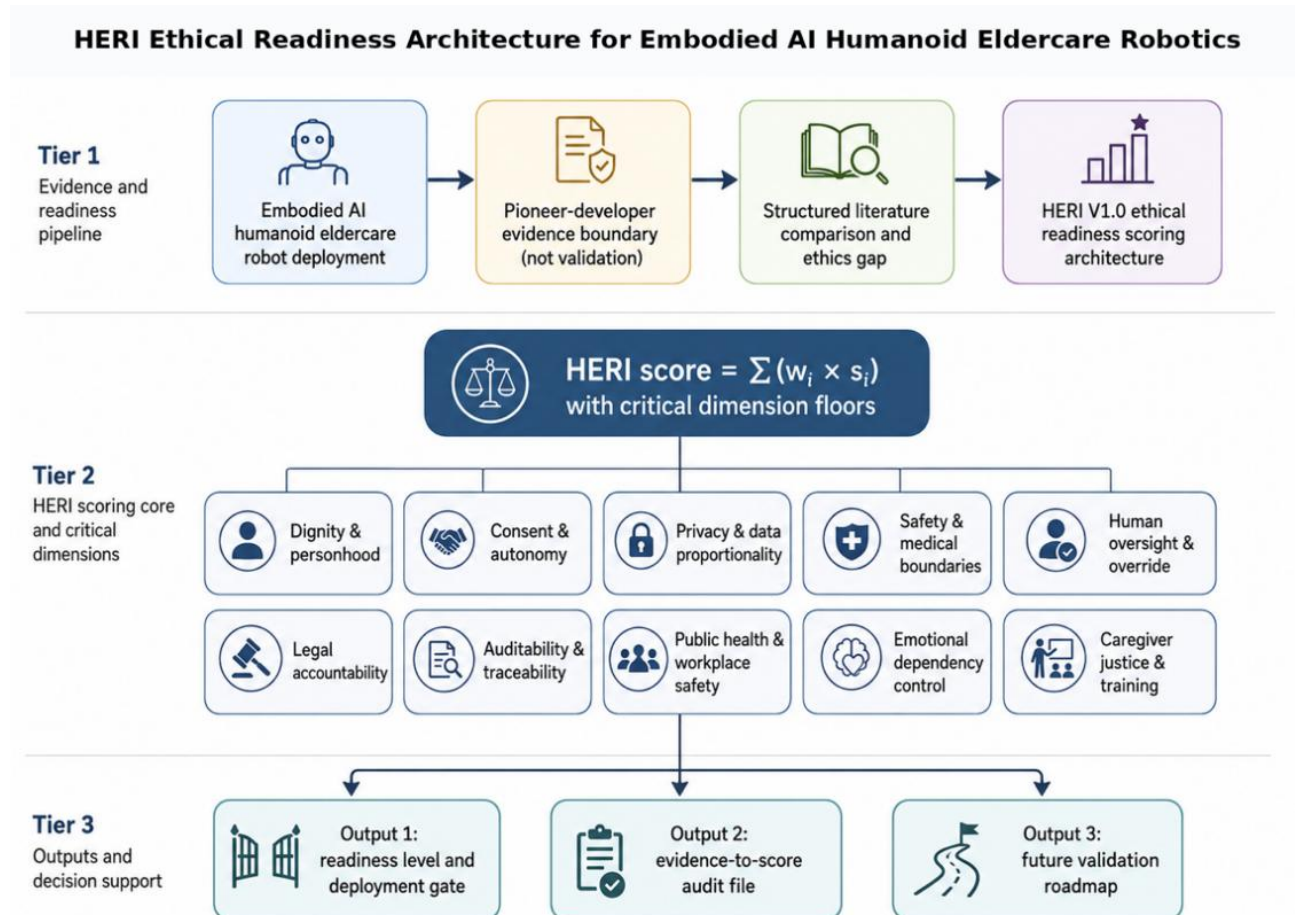 HERI Ethical Readiness Architecture for Embodied AI Humanoid Eldercare Robotics
Tier 1
Evidence and
readiness
pipeline
Embodied AI
humanoid eldercare
robot deployment
Pioneer-developer
evidence boundary
(not validation)
Structured literature
comparison and
ethics gap
HERI V1.0 ethical
readiness scoring
architecture
HERI score = ∑(wᵢ × sᵢ)
with critical dimension floors
Tier 2
HERI scoring core
and critical
dimensions
Dignity &
personhood
Consent &
autonomy
Privacy & data
proportionality
Safety &
medical
boundaries
Human
oversight &
override
Legal
accountability
Auditability &
traceability
Public health &
workplace
safety
Emotional
dependency
control
Caregiver
justice &
training
Tier 3
Outputs and
decision support
Output 1:
readiness level and
deployment gate
Output 2:
evidence-to-score
audit file
Output 3:
future validation
roadmap